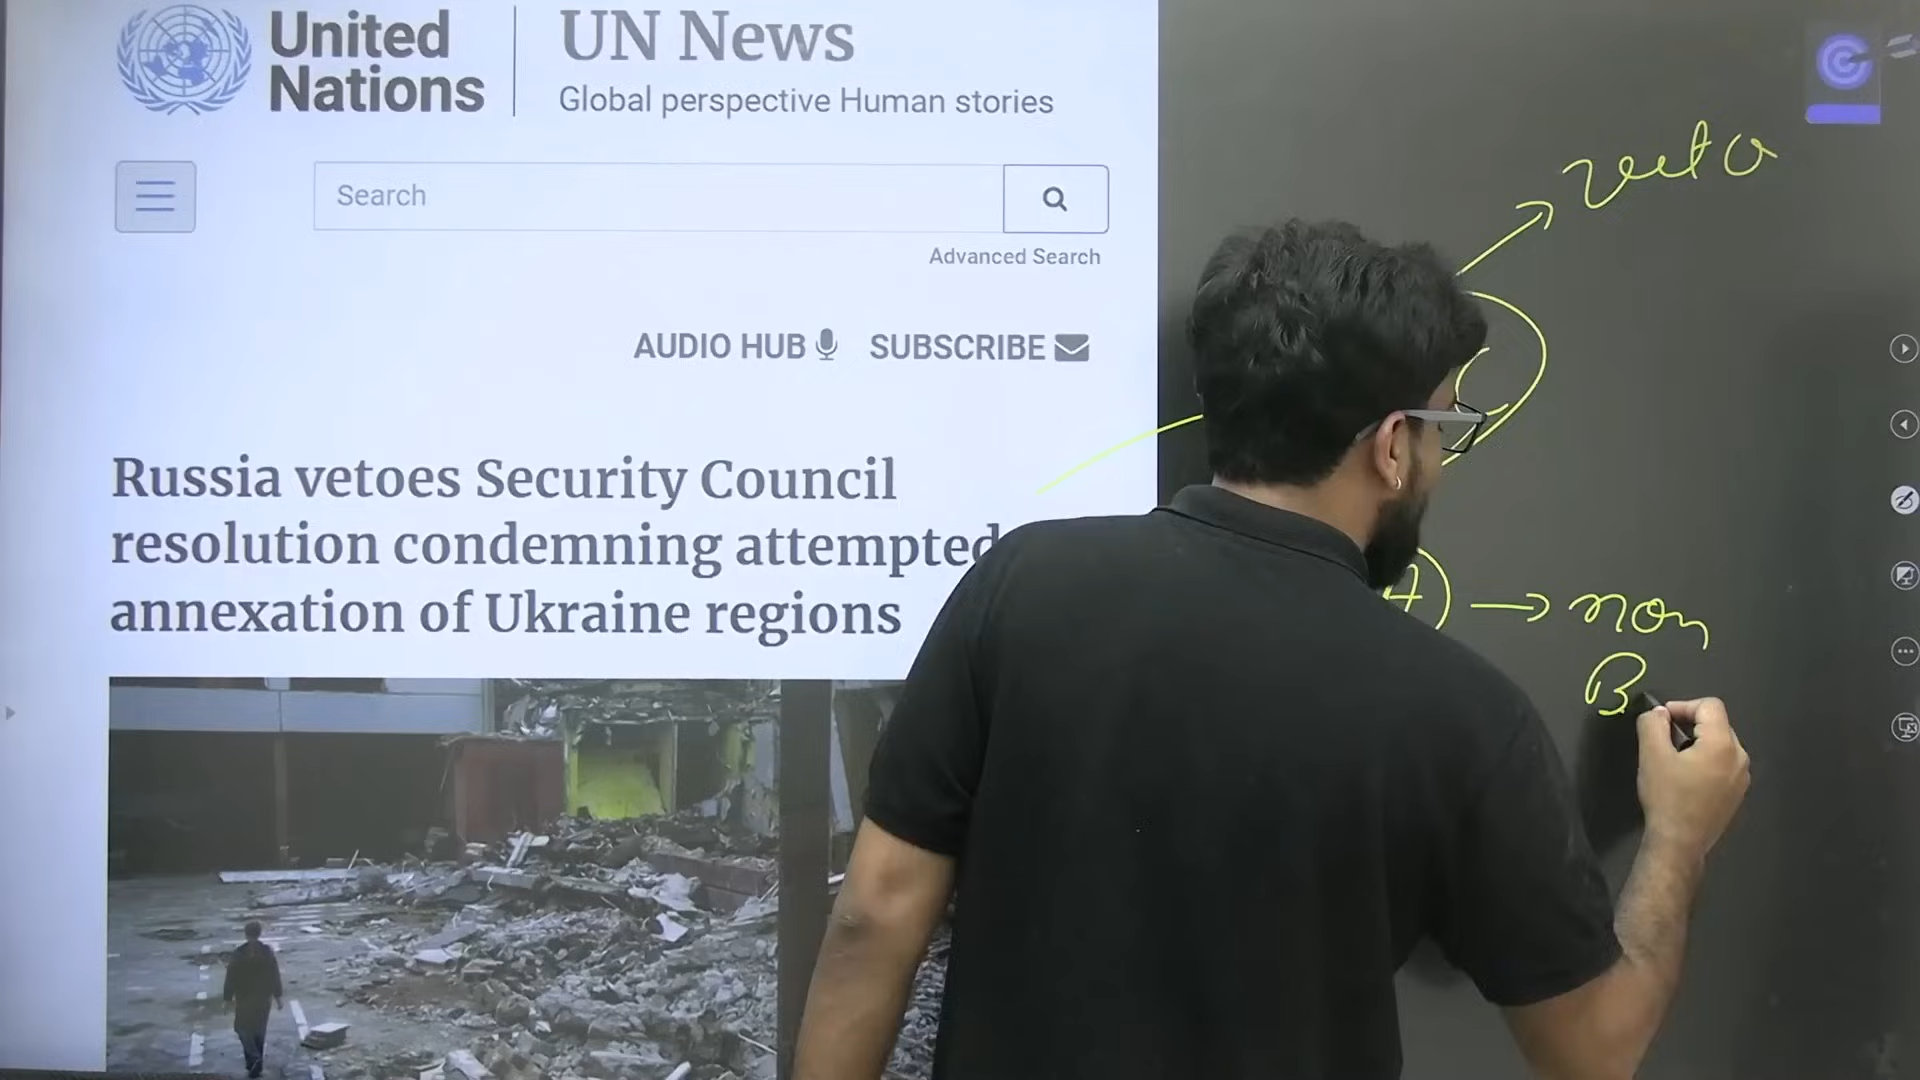 United
Nations
UN News
Global perspective Human stories
Search
Advanced Search
AUDIO HUB
SUBSCRIBE
Russia vetoes Security Council
resolution condemning attempted
annexation of Ukraine regions
veto
C
A
non
B